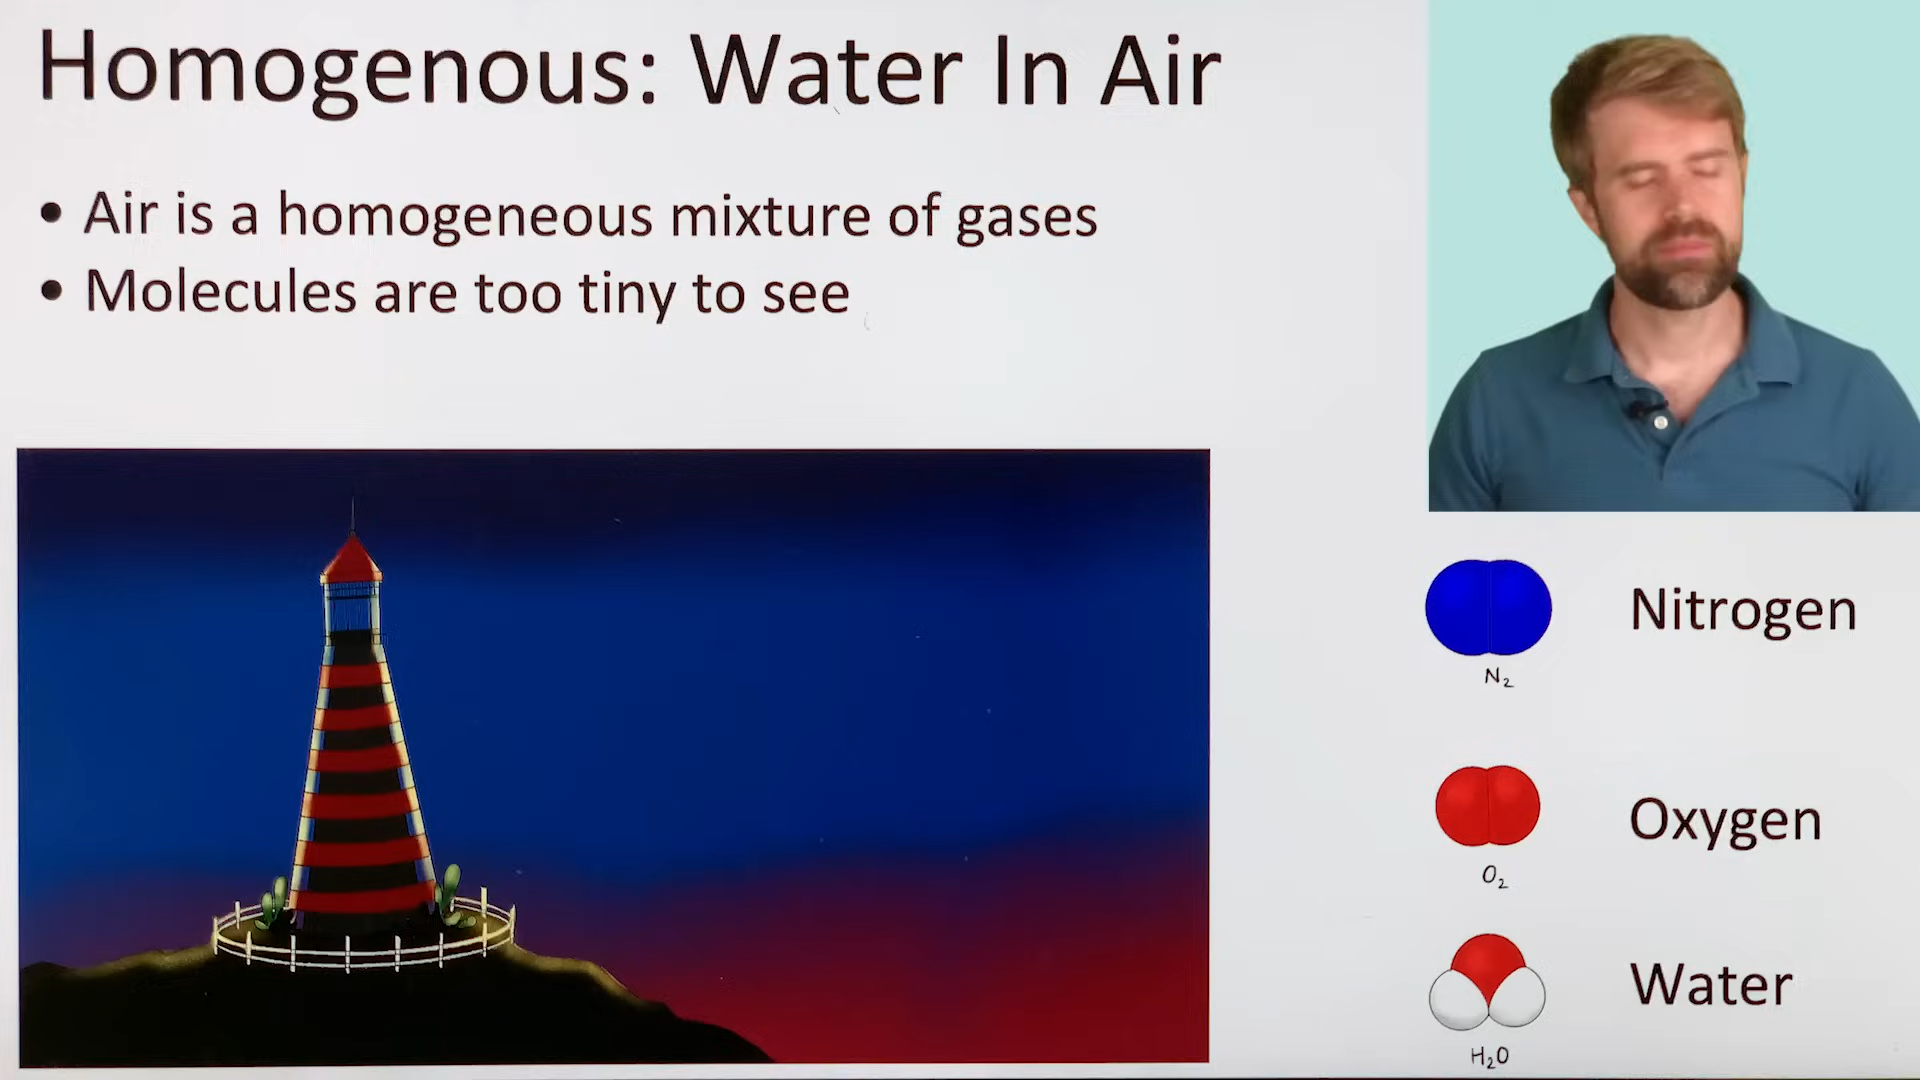 Homogenous: Water In Air
• Air is a homogeneous mixture of gases
• Molecules are too tiny to see
Nitrogen
N₂
Oxygen
O₂
Water
H₂O